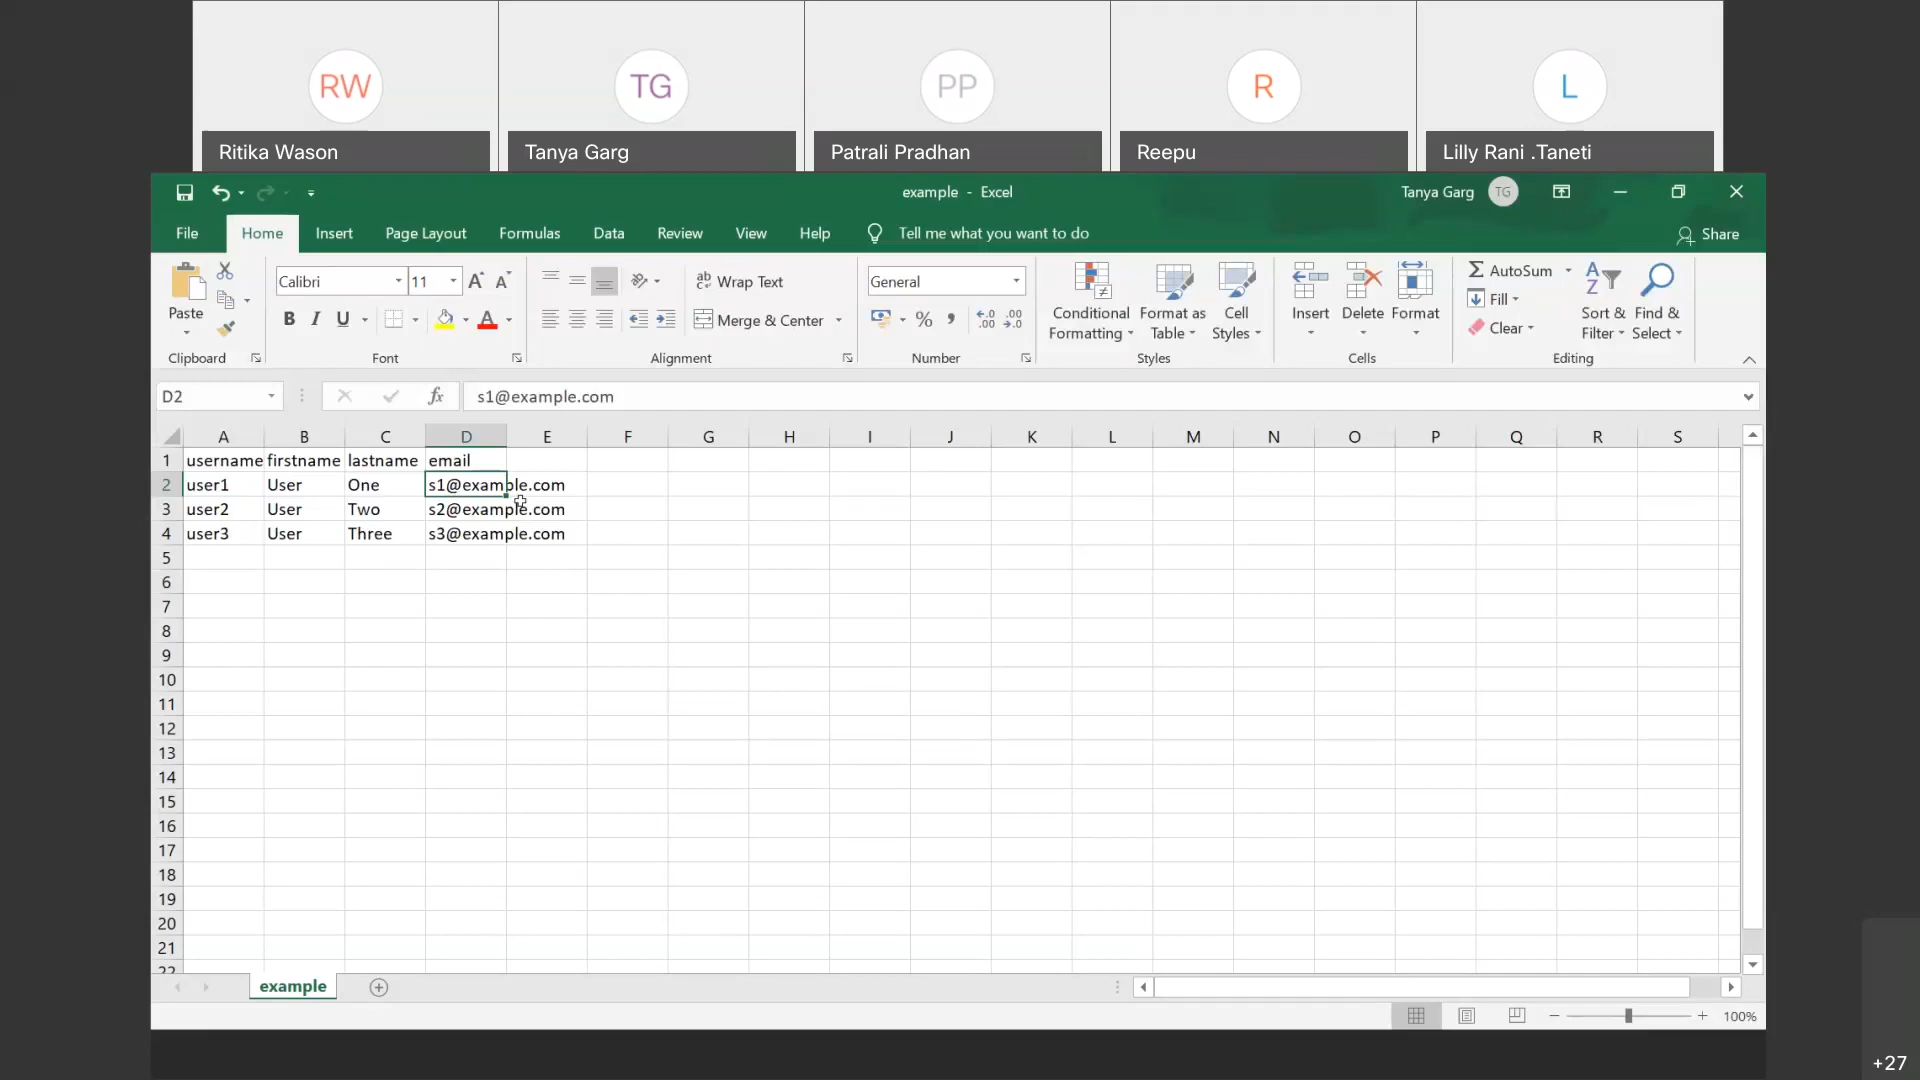 RW
TG
PP
R
L
Ritika Wason
Tanya Garg
Patrali Pradhan
Reepu
Lilly Rani .Taneti
example - Excel
Tanya Garg
TG
File
Home
Insert
Page Layout
Formulas
Data
Review
View
Help
Tell me what you want to do
Share
Paste
Clipboard
Calibri
11
B I U
Font
Wrap Text
Merge & Center
Alignment
General
Number
Conditional Formatting
Format as Table
Cell Styles
Styles
Insert
Delete
Format
Cells
AutoSum
Fill
Clear
Sort & Filter
Find & Select
Editing
D2
fx
s1@example.com
A B C D E F G H I J K L M N O P Q R S
1 username firstname lastname email
2 user1 User One s1@example.com
3 user2 User Two s2@example.com
4 user3 User Three s3@example.com
5
6
7
8
9
10
11
12
13
14
15
16
17
18
19
20
21
22
example
100%
+27